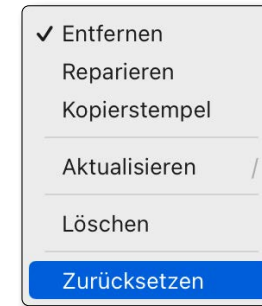 ✓ Entfernen
Reparieren
Kopierstempel
Aktualisieren /
Löschen
Zurücksetzen